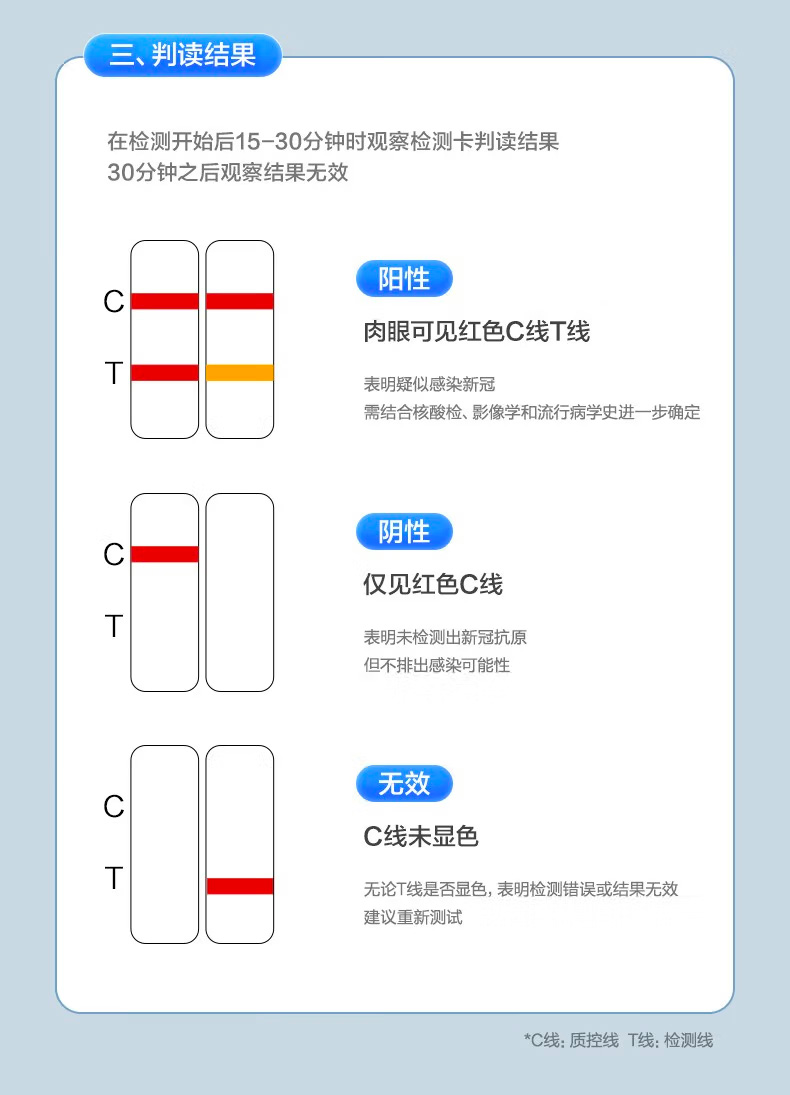 三、判读结果
在检测开始后15-30分钟时观察检测卡判读结果
30分钟之后观察结果无效
C
T
阳性
肉眼可见红色C线T线
表明疑似感染新冠
需结合核酸检、影像学和流行病学史进一步确定
C
T
阴性
仅见红色C线
表明未检测出新冠抗原
但不排出感染可能性
C
T
无效
C线未显色
无论T线是否显色，表明检测错误或结果无效
建议重新测试
*C线：质控线 T线：检测线